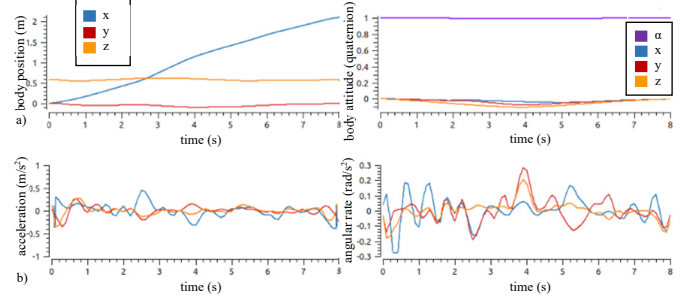 body position (m)
2
1.5
1
0.5
0
x
y
z
0 1 2 3 4 5 6 7 8
time (s)
a)
body attitude (quaternion)
1
0.8
0.6
0.4
0.2
0
α
x
y
z
0 1 2 3 4 5 6 7 8
time (s)
acceleration (m/s²)
1
0.5
0
-0.5
-1
0 1 2 3 4 5 6 7 8
time (s)
b)
angular rate (rad/s)
0.3
0.2
0.1
0
-0.1
-0.2
-0.3
0 1 2 3 4 5 6 7 8
time (s)